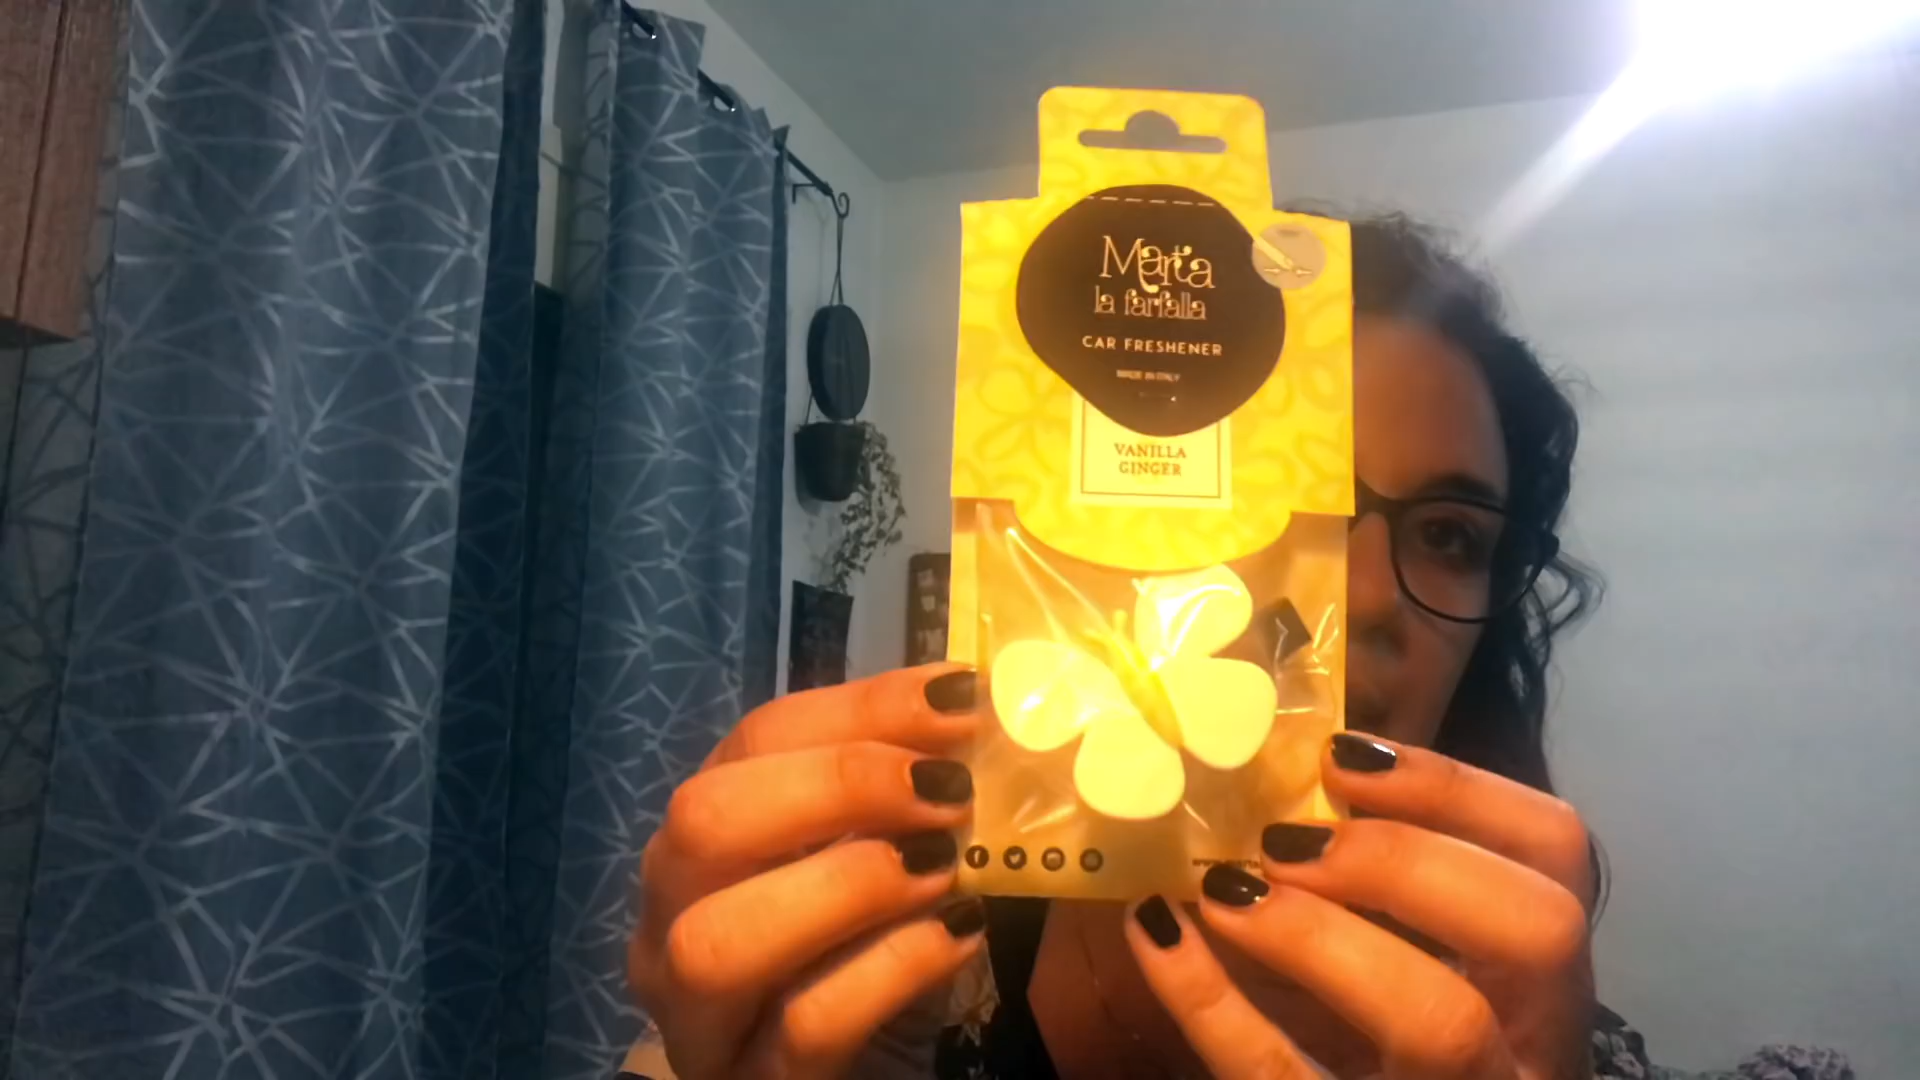 Marta
la farfalla
CAR FRESHENER
MADE IN ITALY
VANILLA
GINGER